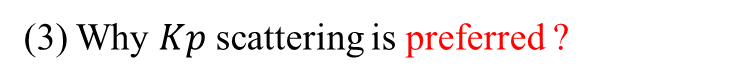 (3) Why Kp scattering is preferred ?